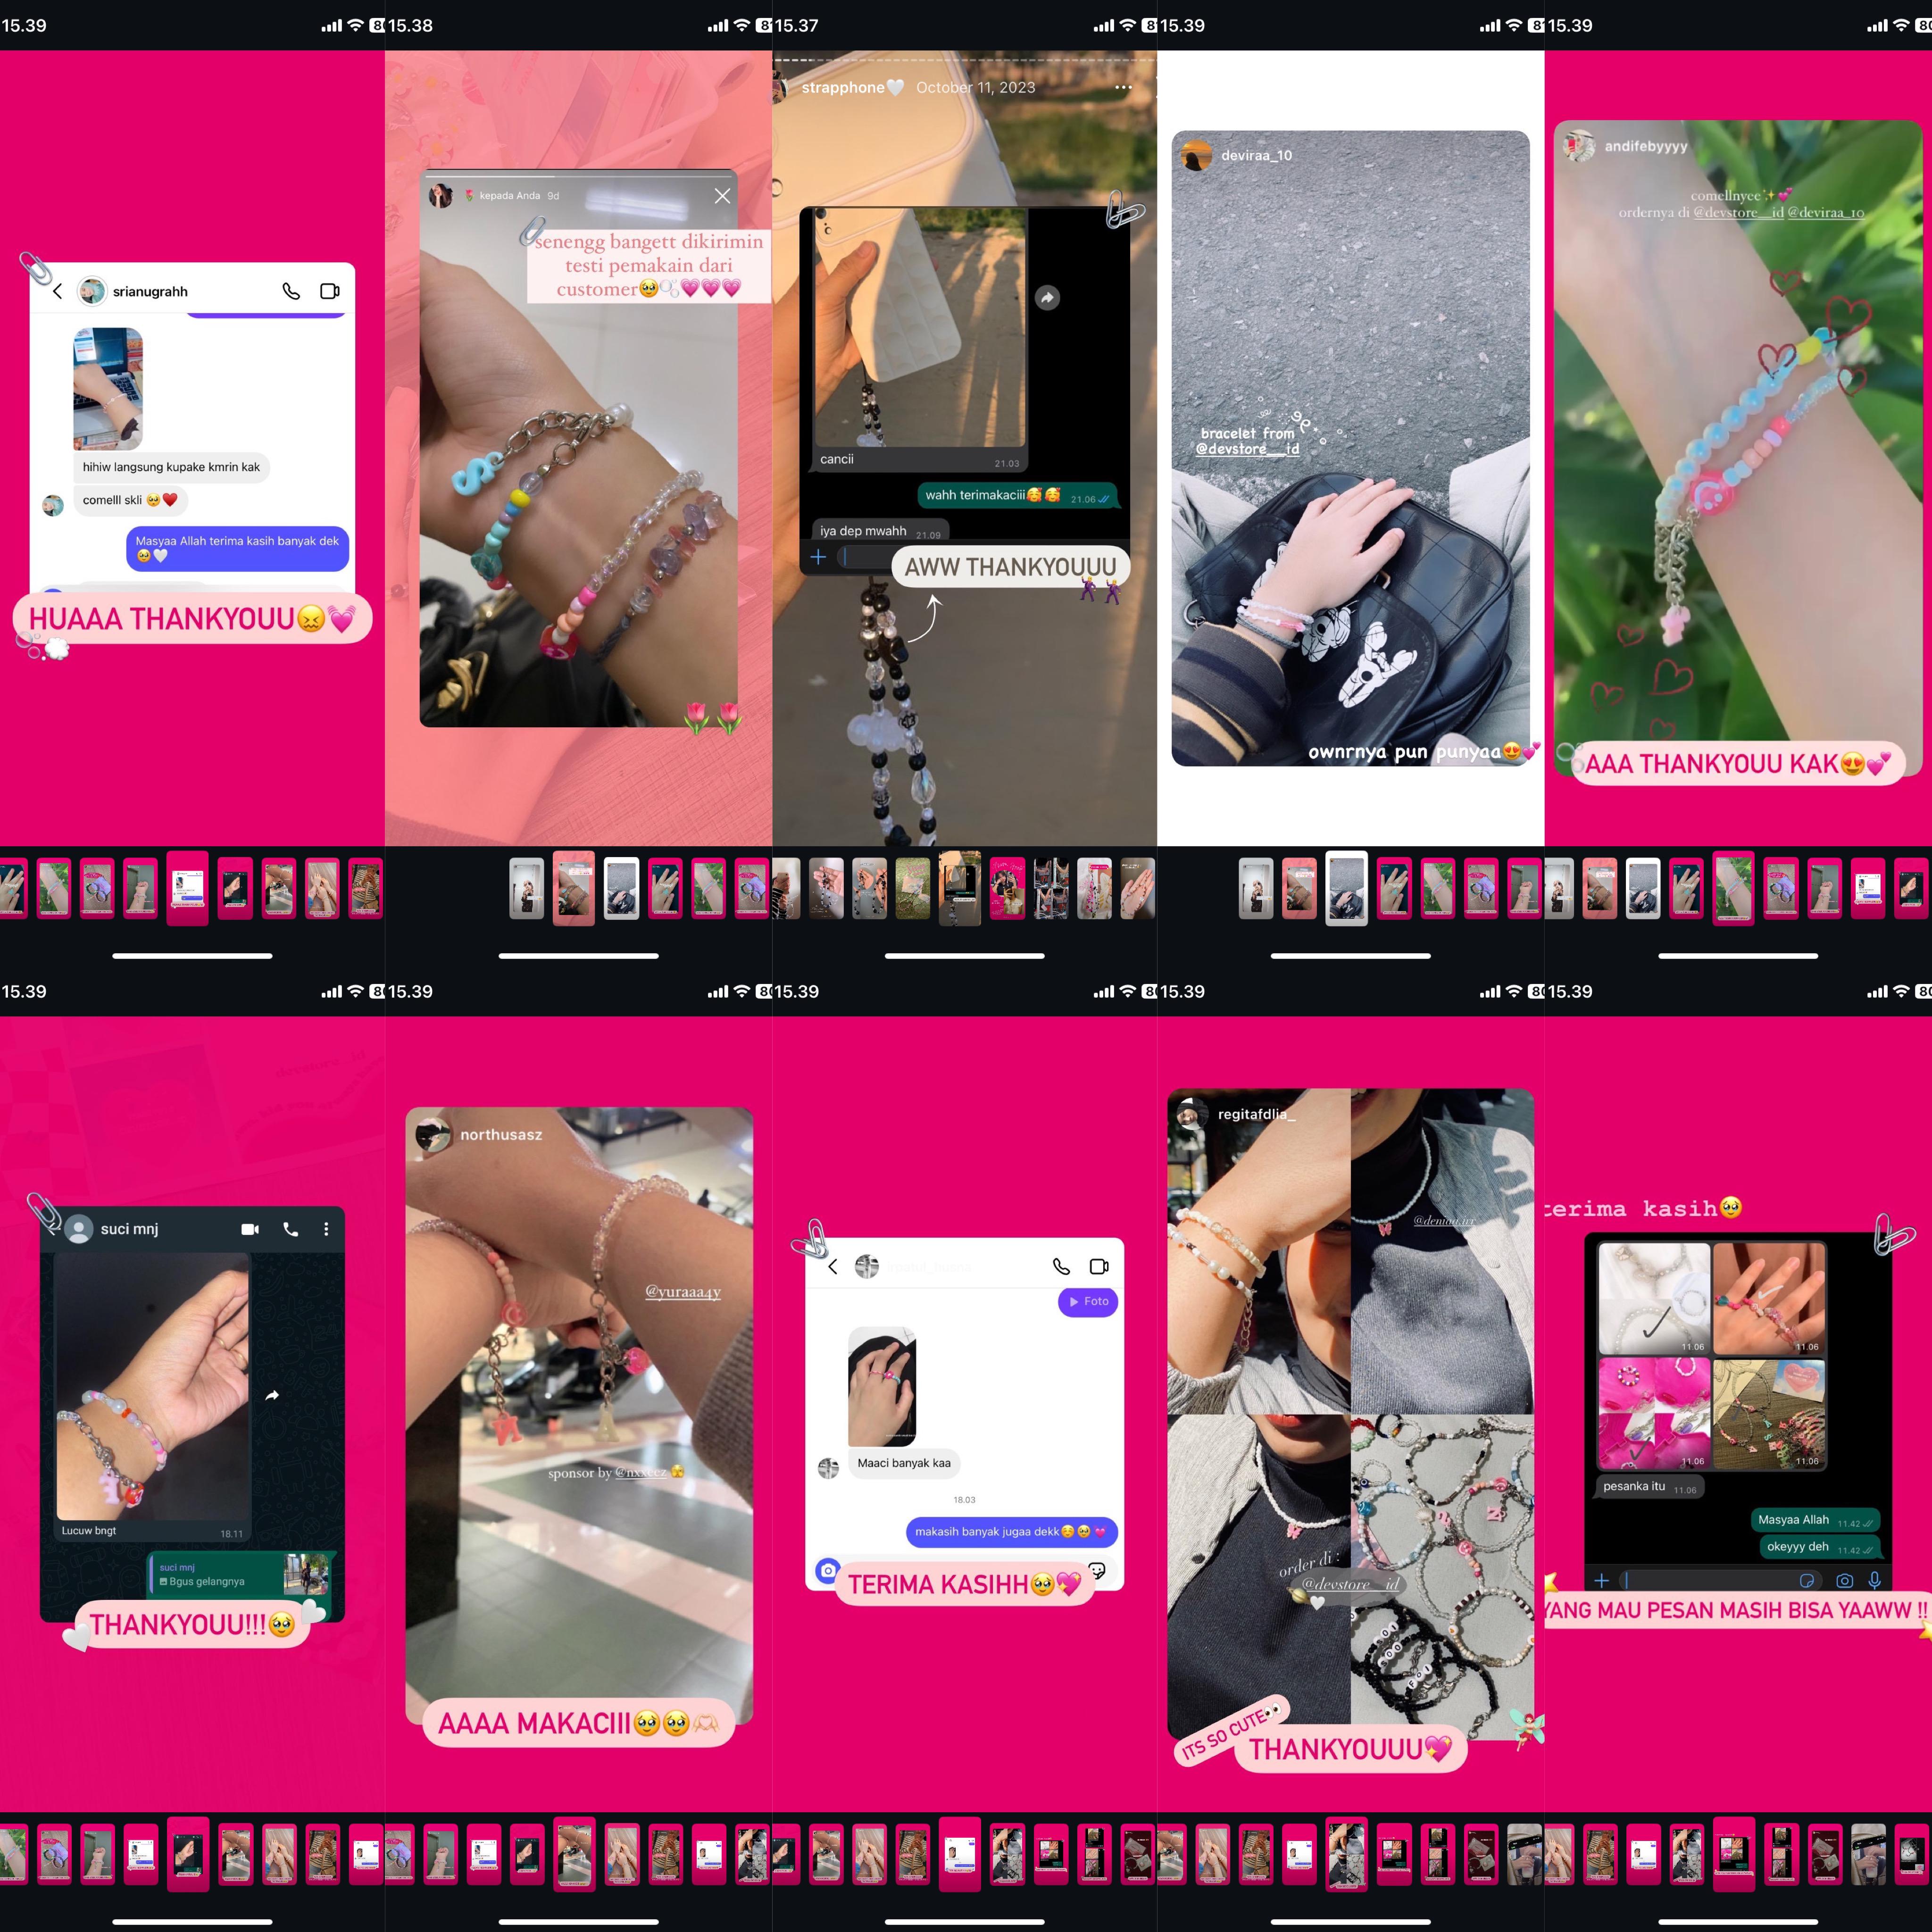 15.39
srianugrahh
hihiw langsung kupake kmrin kak
comelll skli 🥺❤️
Masyaa Allah terima kasih banyak dek
🥹🤍
HUAAA THANKYOUU😖💓
15.38
🌷 kepada Anda 9d
senengg bangett dikirimin
testi pemakain dari
customer🥹🫧💗💗💗
15.37
strapphone🤍 October 11, 2023
cancii
21.03
wahh terimakaciii🥰🥰 21.06
iya dep mwahh 21.09
AWW THANKYOUUU
15.39
deviraa_10
bracelet from
@devstore__id
ownrnya pun punyaa😍💕
15.39
andifebyyyy
comellnyee✨💕
ordernya di @devstore__id @deviraa_10
AAA THANKYOUU KAK😍💕
15.39
suci mnj
Lucuw bngt
18.11
suci mnj
Bgus gelangnya
THANKYOUU!!!🥹
15.39
northusasz
@yuraaa4y
sponsor by @nxxeez
AAAA MAKACIII🥹🥹🫶🏻
15.39
Foto
Maaci banyak kaa
18.03
makasih banyak jugaa dekk☺️🥹💓
TERIMA KASIHH🥹💖
15.39
regitafdlia_
order di :
@devstore__id
ITS SO CUTE👀
THANKYOUUU💖
15.39
terima kasih🥹
11.06
11.06
11.06
11.06
pesanka itu 11.06
Masyaa Allah 11.42
okeyyy deh 11.42
YANG MAU PESAN MASIH BISA YAAWW !!